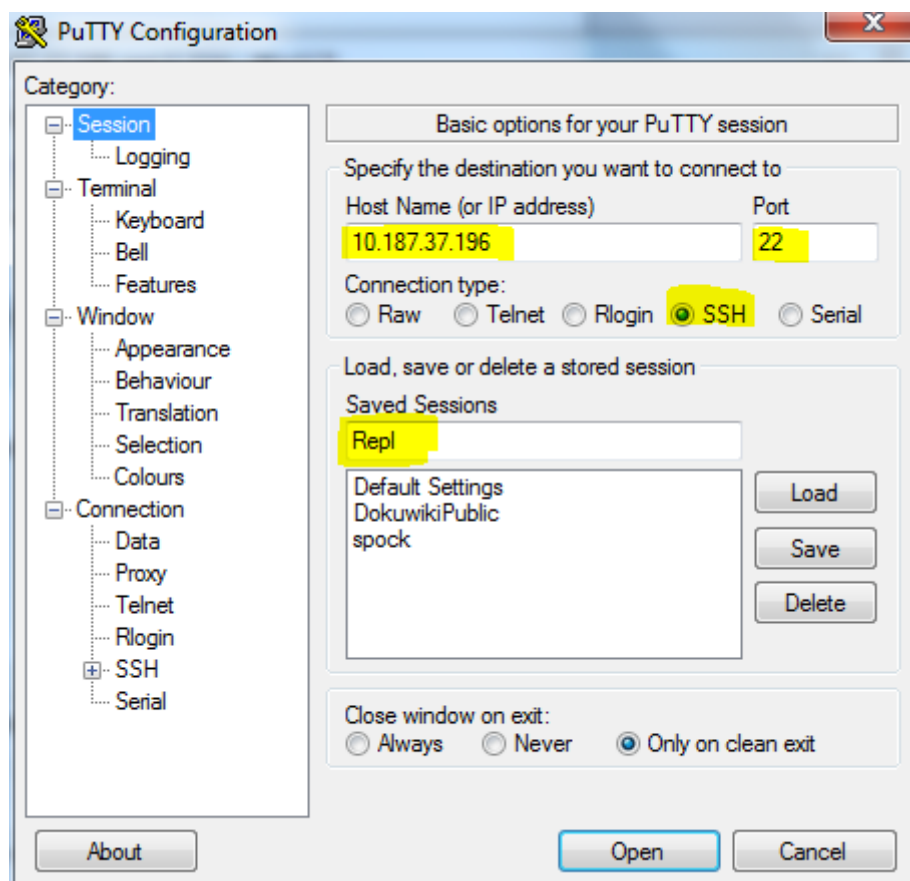 PuTTY Configuration
X
Category:
Session
Logging
Terminal
Keyboard
Bell
Features
Window
Appearance
Behaviour
Translation
Selection
Colours
Connection
Data
Proxy
Telnet
Rlogin
SSH
Serial
Basic options for your PuTTY session
Specify the destination you want to connect to
Host Name (or IP address) Port
10.187.37.196 22
Connection type:
Raw Telnet Rlogin SSH Serial
Load, save or delete a stored session
Saved Sessions
Repl
Default Settings
DokuwikiPublic
spock
Load
Save
Delete
Close window on exit:
Always Never Only on clean exit
About Open Cancel